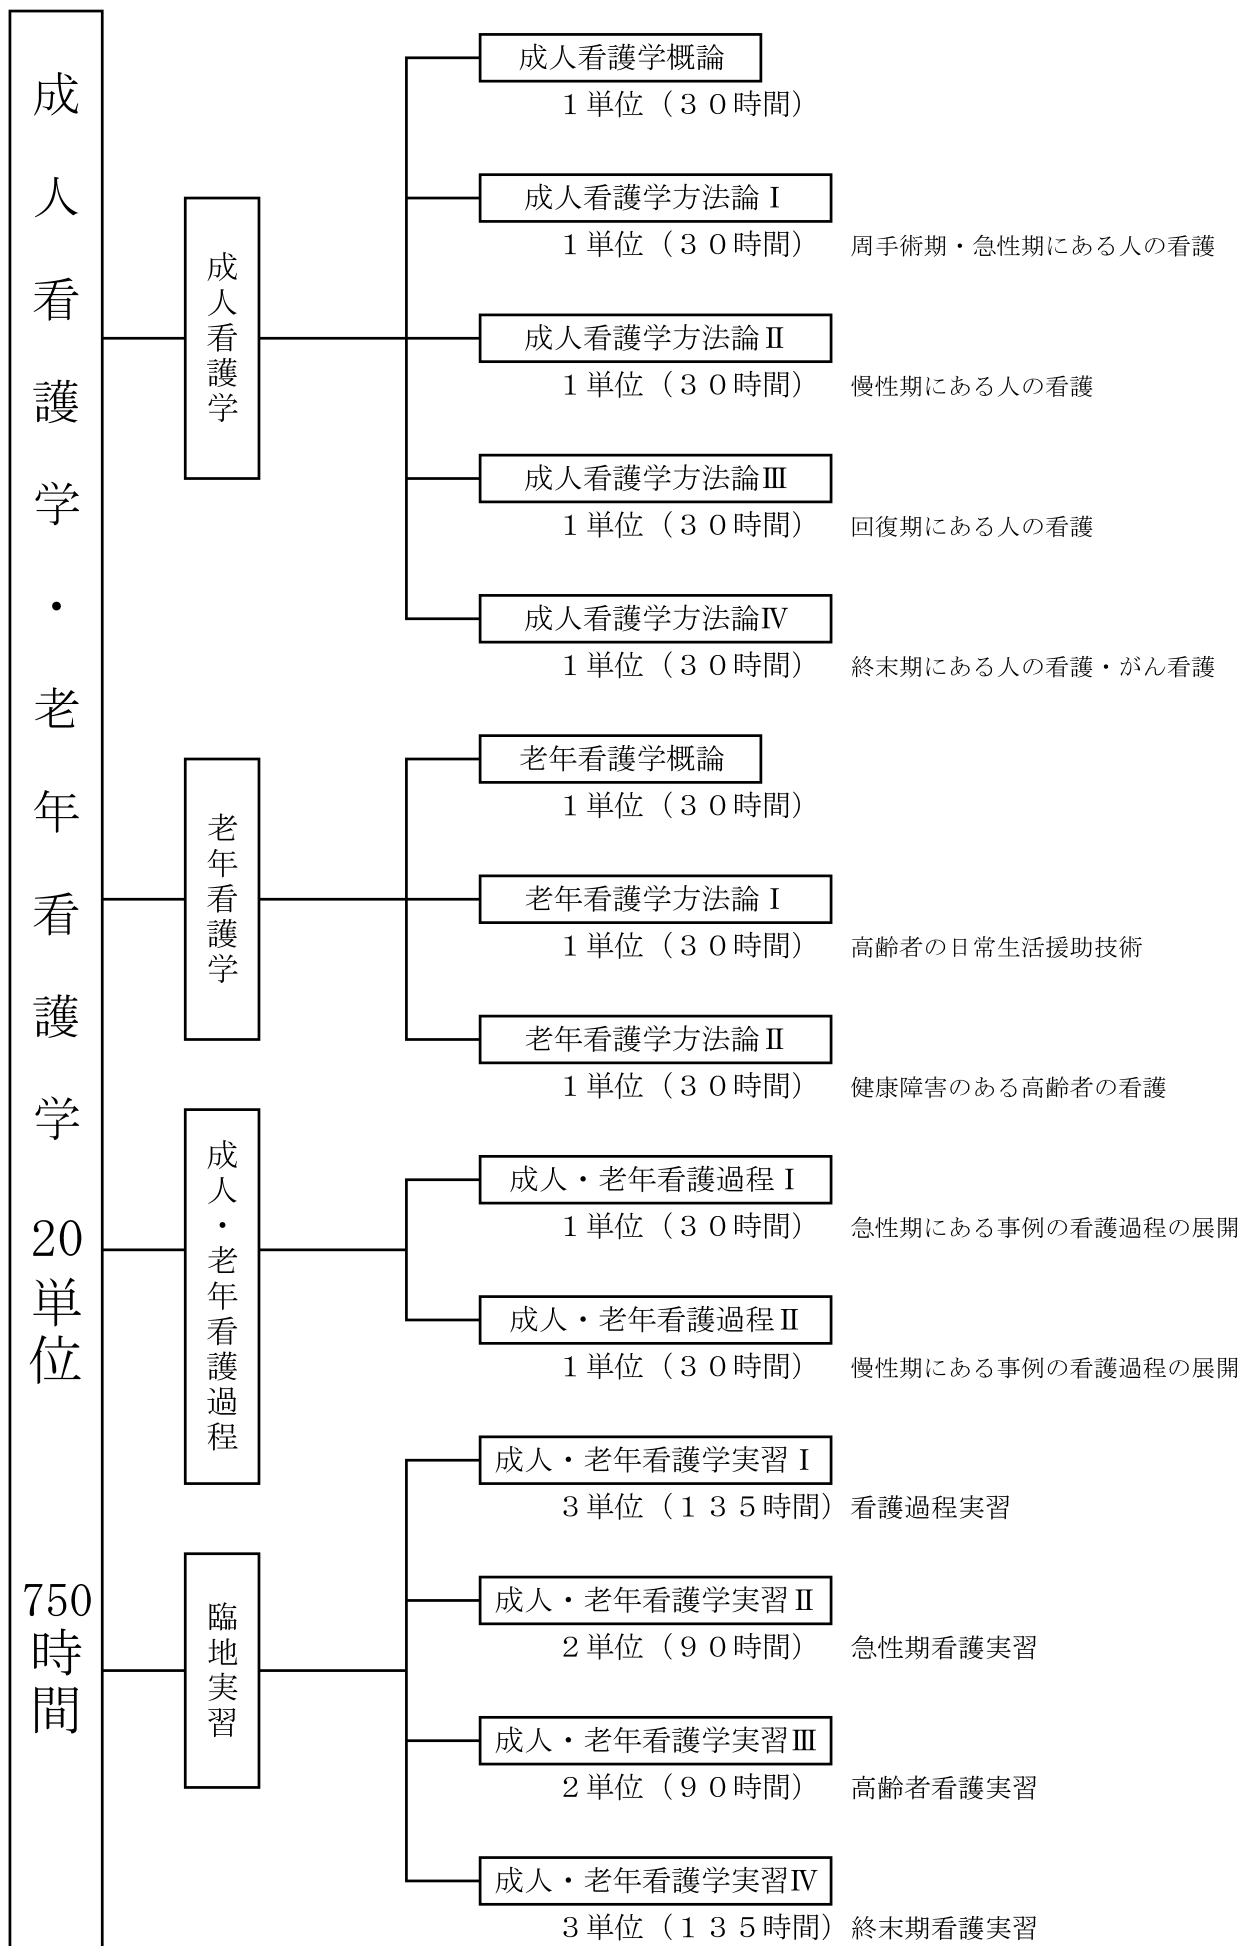 成人看護学・老年看護学 20単位 750時間
成人看護学
成人看護学概論
１単位（３０時間）
成人看護学方法論Ⅰ
１単位（３０時間） 周手術期・急性期にある人の看護
成人看護学方法論Ⅱ
１単位（３０時間） 慢性期にある人の看護
成人看護学方法論Ⅲ
１単位（３０時間） 回復期にある人の看護
成人看護学方法論Ⅳ
１単位（３０時間） 終末期にある人の看護・がん看護
老年看護学
老年看護学概論
１単位（３０時間）
老年看護学方法論Ⅰ
１単位（３０時間） 高齢者の日常生活援助技術
老年看護学方法論Ⅱ
１単位（３０時間） 健康障害のある高齢者の看護
成人・老年看護過程
成人・老年看護過程Ⅰ
１単位（３０時間） 急性期にある事例の看護過程の展開
成人・老年看護過程Ⅱ
１単位（３０時間） 慢性期にある事例の看護過程の展開
臨地実習
成人・老年看護学実習Ⅰ
３単位（１３５時間） 看護過程実習
成人・老年看護学実習Ⅱ
２単位（９０時間） 急性期看護実習
成人・老年看護学実習Ⅲ
２単位（９０時間） 高齢者看護実習
成人・老年看護学実習Ⅳ
３単位（１３５時間） 終末期看護実習